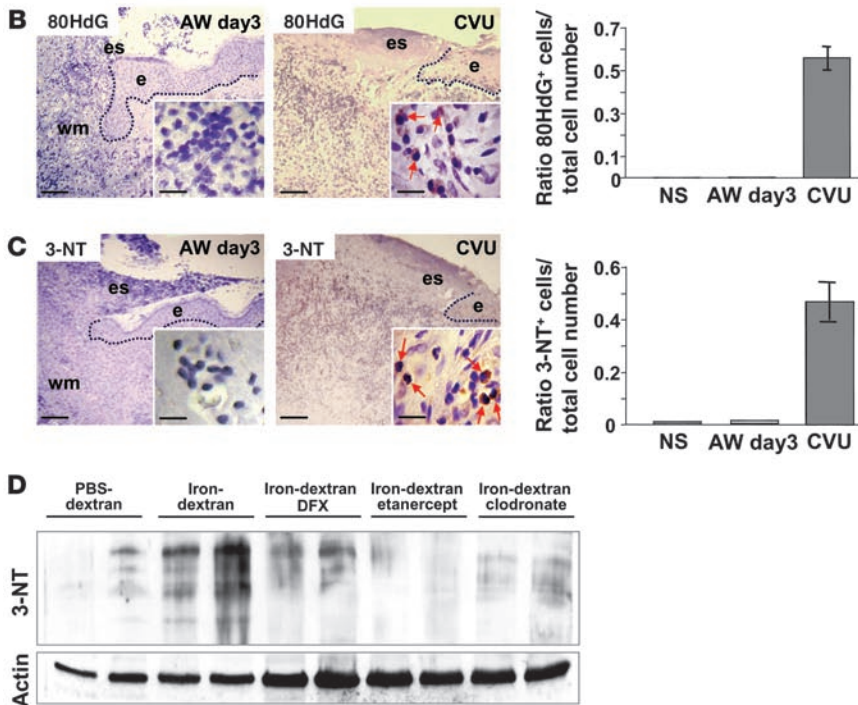 B
80HdG
AW day3
es
e
wm
CVU
es
e
Ratio 80HdG⁺ cells/
total cell number
0.7
0.5
0.3
0.1
NS
AW day3
CVU
C
3-NT
AW day3
es
e
wm
3-NT
CVU
es
e
Ratio 3-NT⁺ cells/
total cell number
0.6
0.4
0.2
0
NS
AW day3
CVU
D
PBS-
dextran
Iron-
dextran
Iron-dextran
DFX
Iron-dextran
etanercept
Iron-dextran
clodronate
3-NT
Actin